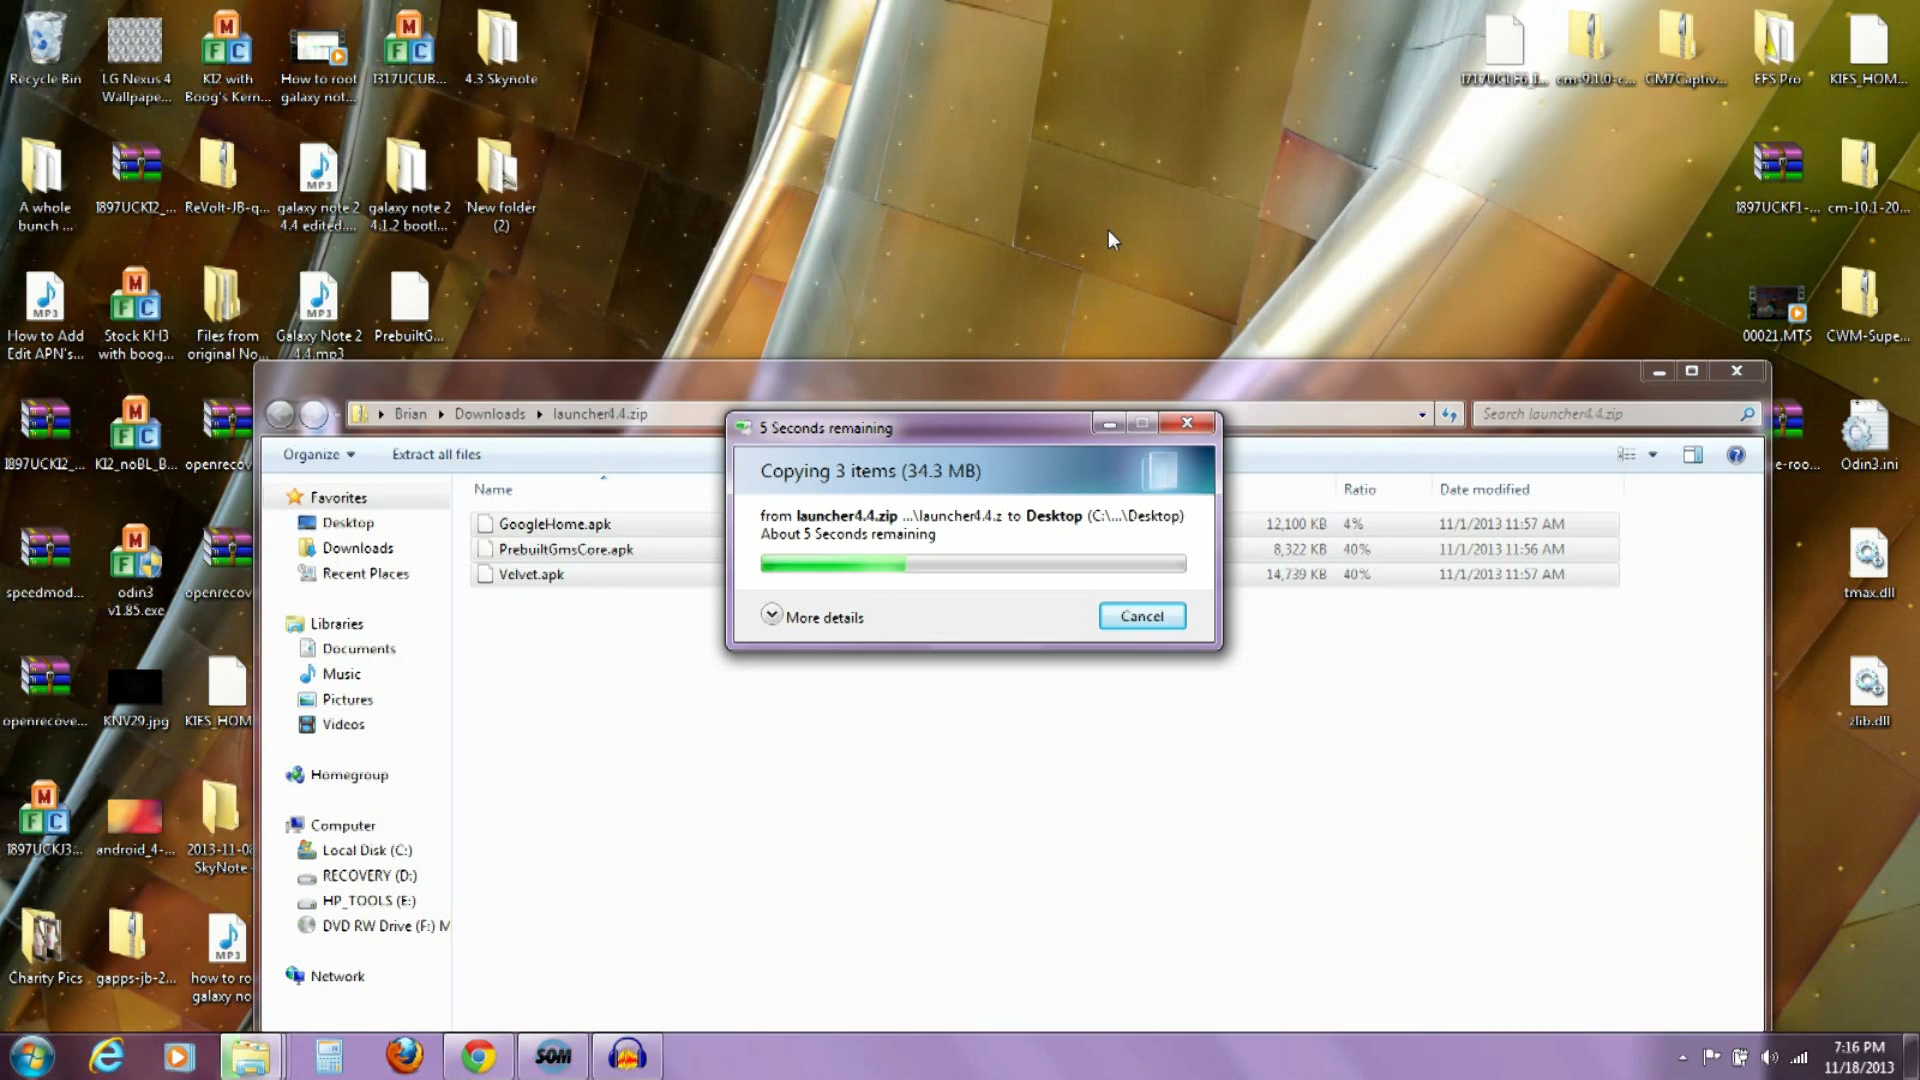 Recycle Bin
LG Nexus 4
Wallpape...
KI2 with
Boog's Kern...
How to root
galaxy not...
I317UCUB...
4.3 Skynote
cm-9.1.0-c...
CM7Captiv...
EFS Pro
KIES_HOM...
A whole
bunch ...
I897UCKI2_...
ReVolt-JB-q...
galaxy note 2
4.4 edited....
galaxy note 2
4.1.2 bootl...
New folder
(2)
I897UCKF1-...
cm-10.1-20...
How to Add
Edit APN's...
Stock KH3
with boog...
Files from
original No...
Galaxy Note 2
4.4.mp3
PrebuiltG...
00021.MTS
CWM-Supe...
I897UCKI2_...
KI2_noBL_B...
openrecov
e-roo...
Odin3.ini
speedmod...
odin3
v1.85.exe
openrecov
tmax.dll
openrecove...
KNV29.jpg
KIES_HOM
zlib.dll
I897UCKJ3...
android_4-...
2013-11-08
SkyNote
Charity Pics
gapps-jb-2...
how to ro
galaxy no
Brian
Downloads
launcher4.4.zip
Search launcher4.4.zip
Organize
Extract all files
Favorites
Desktop
Downloads
Recent Places
Libraries
Documents
Music
Pictures
Videos
Homegroup
Computer
Local Disk (C:)
RECOVERY (D:)
HP_TOOLS (E:)
DVD RW Drive (F:) M
Network
Name
Ratio
Date modified
GoogleHome.apk
12,100 KB
4%
11/1/2013 11:57 AM
PrebuiltGmsCore.apk
8,322 KB
40%
11/1/2013 11:56 AM
Velvet.apk
14,739 KB
40%
11/1/2013 11:57 AM
5 Seconds remaining
Copying 3 items (34.3 MB)
from launcher4.4.zip ...\launcher4.4.z to Desktop (C:\...\Desktop)
About 5 Seconds remaining
More details
Cancel
MP3
MP3
MP3
MP3
SOM
7:16 PM
11/18/2013